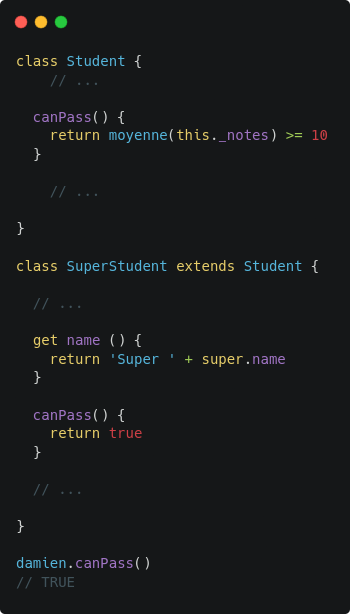 class Student {
    // ...
  canPass() {
    return moyenne(this._notes) >= 10
  }
    // ...
}
class SuperStudent extends Student {
  // ...
  get name () {
    return 'Super ' + super.name
  }
  canPass() {
    return true
  }
  // ...
}
damien.canPass()
// TRUE